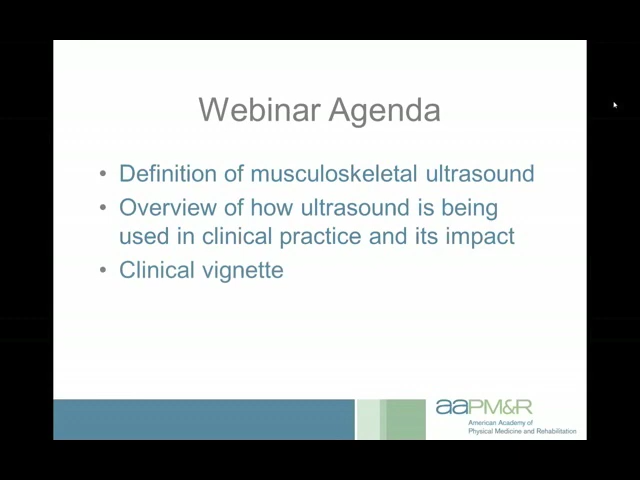 Webinar Agenda
• Definition of musculoskeletal ultrasound
• Overview of how ultrasound is being
used in clinical practice and its impact
• Clinical vignette
aaPM&R
American Academy of
Physical Medicine and Rehabilitation